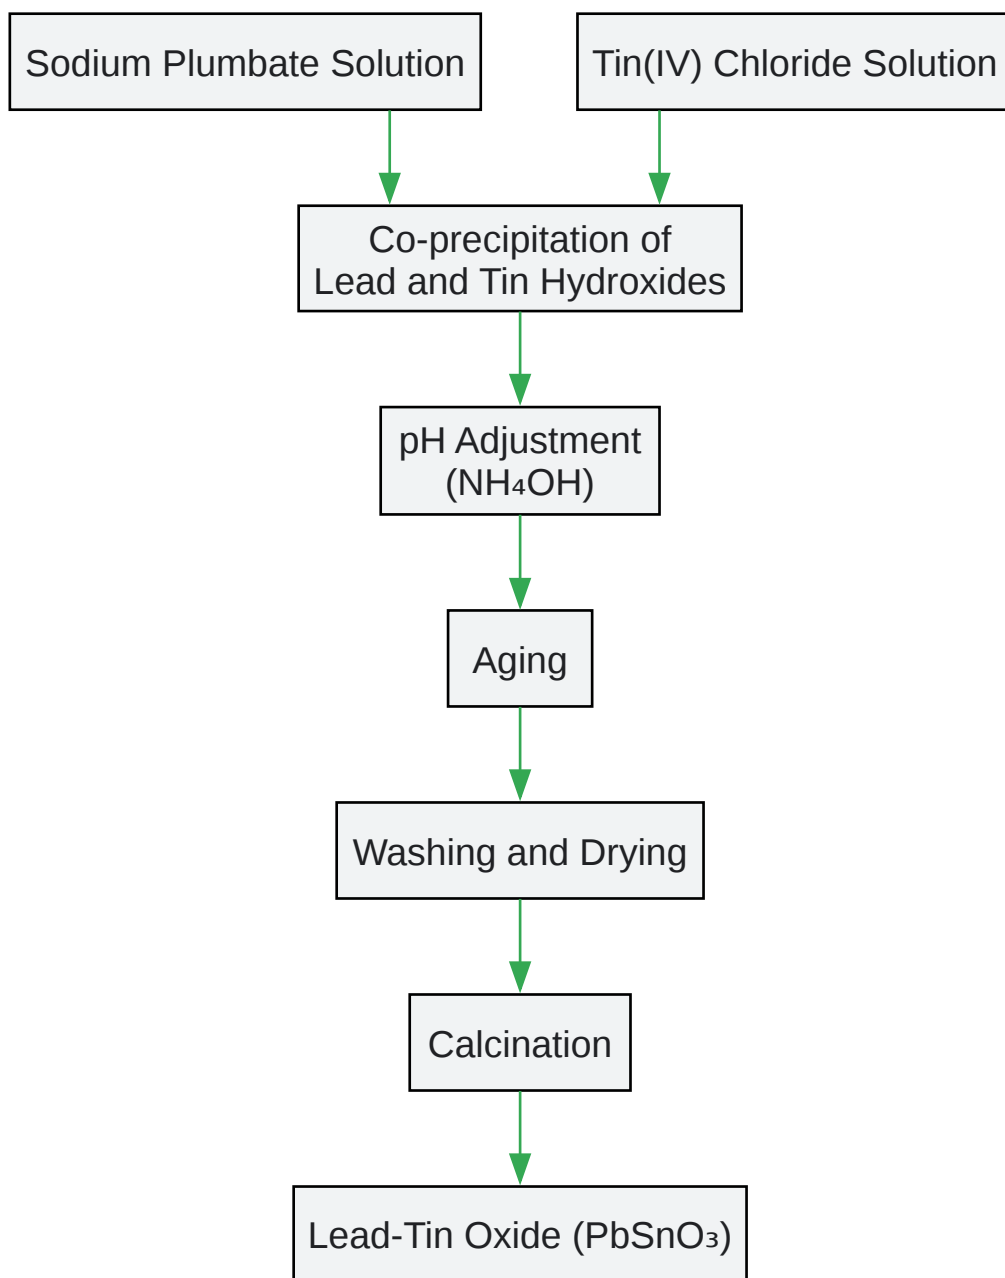 Sodium Plumbate Solution
Tin(IV) Chloride Solution
Co-precipitation of
Lead and Tin Hydroxides
pH Adjustment
(NH₄OH)
Aging
Washing and Drying
Calcination
Lead-Tin Oxide (PbSnO₃)